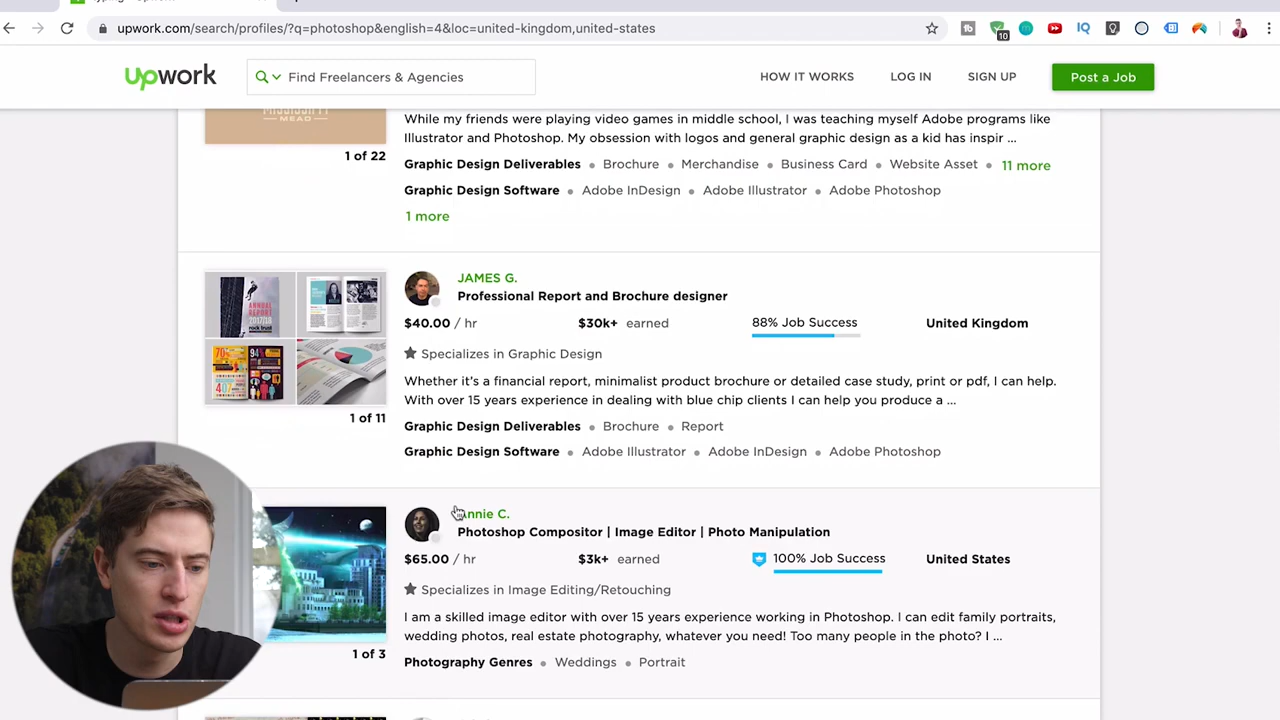 upwork.com/search/profiles/?q=photoshop&english=4&loc=united-kingdom,united-states
10
upwork
Find Freelancers & Agencies
HOW IT WORKS
LOG IN
SIGN UP
Post a Job
MEAD
While my friends were playing video games in middle school, I was teaching myself Adobe programs like
Illustrator and Photoshop. My obsession with logos and general graphic design as a kid has inspir ...
1 of 22
Graphic Design Deliverables • Brochure • Merchandise • Business Card • Website Asset • 11 more
Graphic Design Software • Adobe InDesign • Adobe Illustrator • Adobe Photoshop
1 more
JAMES G.
Professional Report and Brochure designer
$40.00 / hr
$30k+ earned
88% Job Success
United Kingdom
Specializes in Graphic Design
Whether it's a financial report, minimalist product brochure or detailed case study, print or pdf, I can help.
With over 15 years experience in dealing with blue chip clients I can help you produce a ...
1 of 11
Graphic Design Deliverables • Brochure • Report
Graphic Design Software • Adobe Illustrator • Adobe InDesign • Adobe Photoshop
nnie C.
Photoshop Compositor | Image Editor | Photo Manipulation
$65.00 / hr
$3k+ earned
100% Job Success
United States
Specializes in Image Editing/Retouching
I am a skilled image editor with over 15 years experience working in Photoshop. I can edit family portraits,
wedding photos, real estate photography, whatever you need! Too many people in the photo? I ...
1 of 3
Photography Genres • Weddings • Portrait